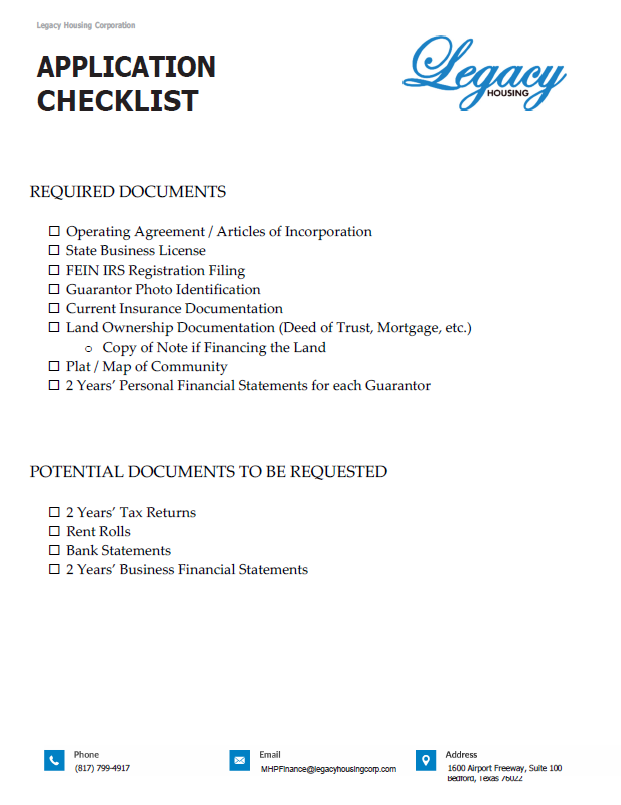 Legacy Housing Corporation
APPLICATION
CHECKLIST
Legacy
HOUSING
REQUIRED DOCUMENTS
☐ Operating Agreement / Articles of Incorporation
☐ State Business License
☐ FEIN IRS Registration Filing
☐ Guarantor Photo Identification
☐ Current Insurance Documentation
☐ Land Ownership Documentation (Deed of Trust, Mortgage, etc.)
o Copy of Note if Financing the Land
☐ Plat / Map of Community
☐ 2 Years’ Personal Financial Statements for each Guarantor
POTENTIAL DOCUMENTS TO BE REQUESTED
☐ 2 Years’ Tax Returns
☐ Rent Rolls
☐ Bank Statements
☐ 2 Years’ Business Financial Statements
Phone
(817) 799-4917
Email
MHPFinance@legacyhousingcorp.com
Address
1600 Airport Freeway, Suite 100
Bedford, Texas 76022